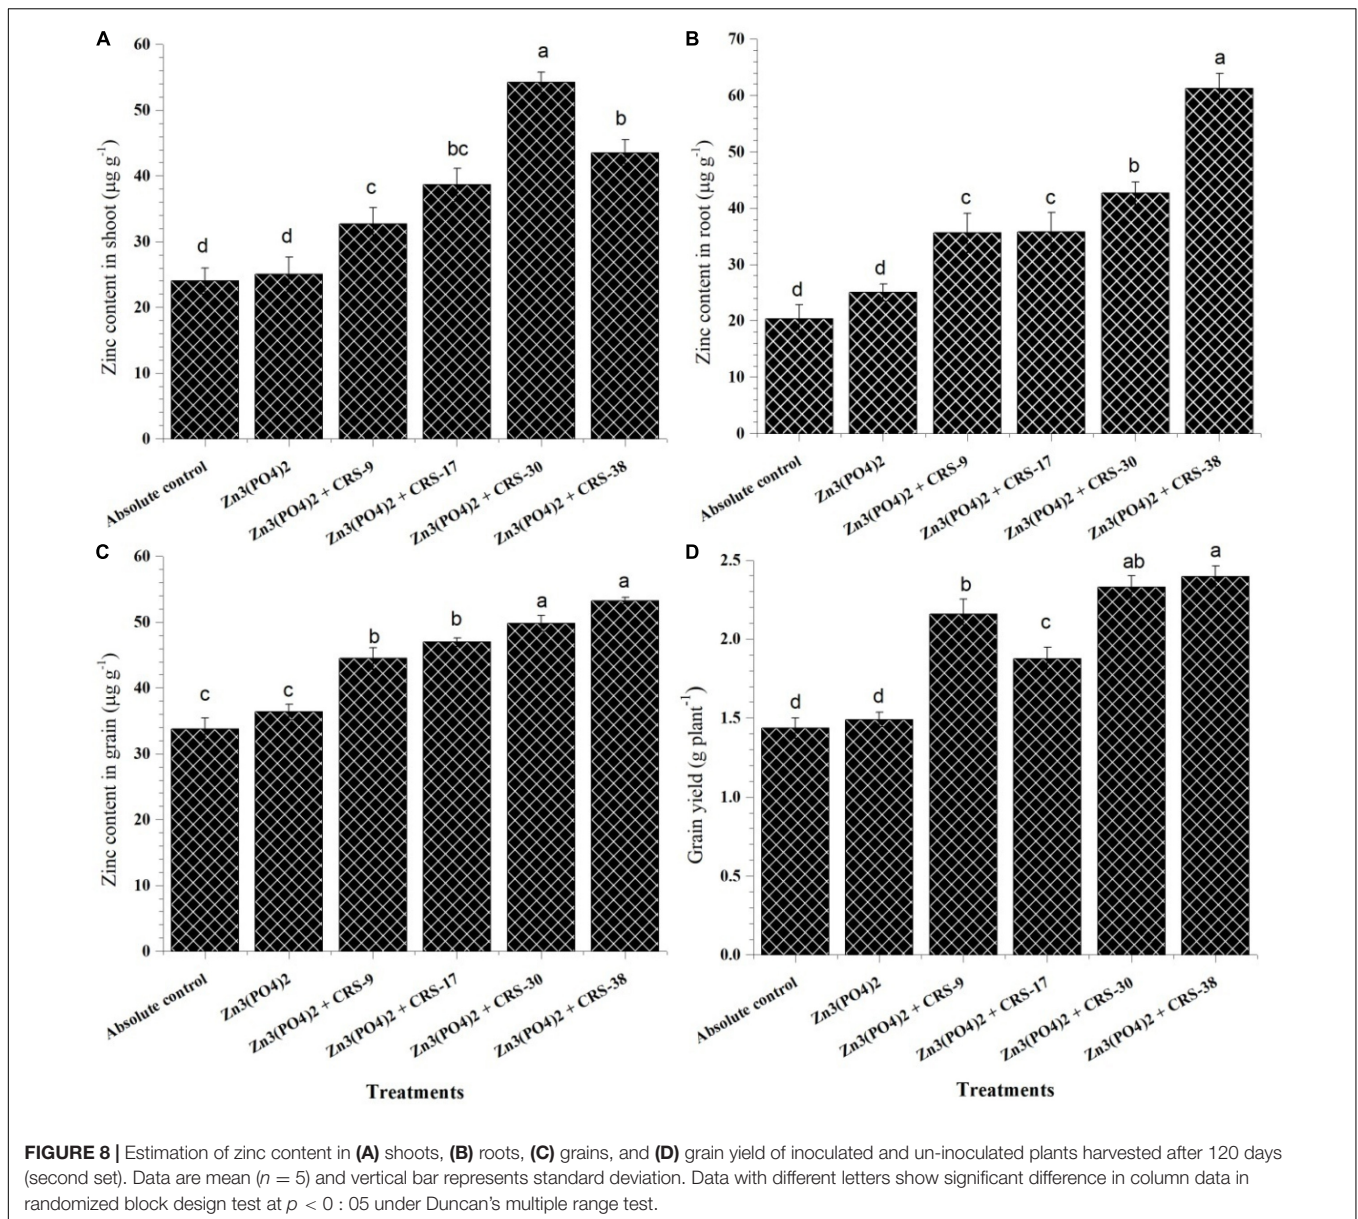 A
60
50
40
30
20
10
0
Zinc content in shoot (µg g-1)
d
d
c
bc
a
b
Absolute control
Zn3(PO4)2
Zn3(PO4)2 + CRS-9
Zn3(PO4)2 + CRS-17
Zn3(PO4)2 + CRS-30
Zn3(PO4)2 + CRS-38
B
70
60
50
40
30
20
10
0
Zinc content in root (µg g-1)
d
d
c
c
b
a
Absolute control
Zn3(PO4)2
Zn3(PO4)2 + CRS-9
Zn3(PO4)2 + CRS-17
Zn3(PO4)2 + CRS-30
Zn3(PO4)2 + CRS-38
C
60
50
40
30
20
10
0
Zinc content in grain (µg g-1)
c
c
b
b
a
a
Absolute control
Zn3(PO4)2
Zn3(PO4)2 + CRS-9
Zn3(PO4)2 + CRS-17
Zn3(PO4)2 + CRS-30
Zn3(PO4)2 + CRS-38
Treatments
D
2.5
2.0
1.5
1.0
0.5
0.0
Grain yield (g plant-1)
d
d
b
c
ab
a
Absolute control
Zn3(PO4)2
Zn3(PO4)2 + CRS-9
Zn3(PO4)2 + CRS-17
Zn3(PO4)2 + CRS-30
Zn3(PO4)2 + CRS-38
Treatments
FIGURE 8 | Estimation of zinc content in (A) shoots, (B) roots, (C) grains, and (D) grain yield of inoculated and un-inoculated plants harvested after 120 days
(second set). Data are mean (n = 5) and vertical bar represents standard deviation. Data with different letters show significant difference in column data in
randomized block design test at p < 0 : 05 under Duncan's multiple range test.